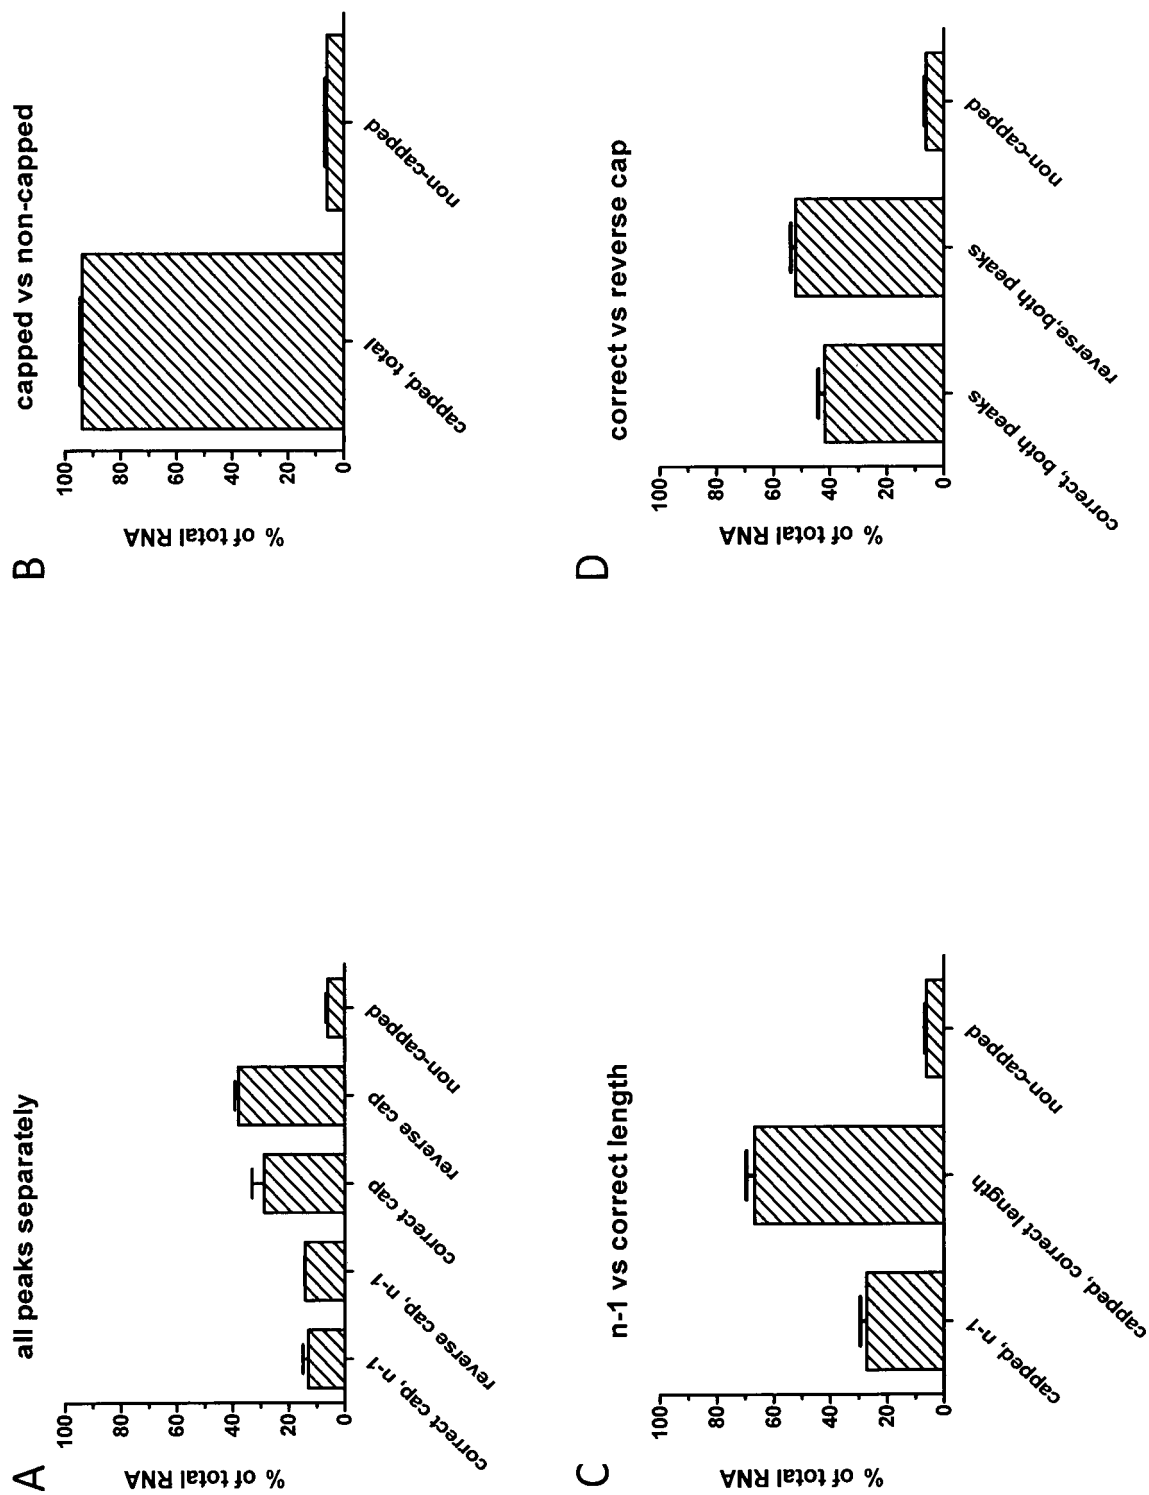 A
all peaks separately
% of total RNA
100
80
60
40
20
0
correct cap, n-1
reverse cap, n-1
correct cap
reverse cap
non-capped
B
capped vs non-capped
% of total RNA
100
80
60
40
20
0
capped, total
non-capped
C
n-1 vs correct length
% of total RNA
100
80
60
40
20
0
capped, n-1
capped, correct length
non-capped
D
correct vs reverse cap
% of total RNA
100
80
60
40
20
0
correct, both peaks
reverse,both peaks
non-capped